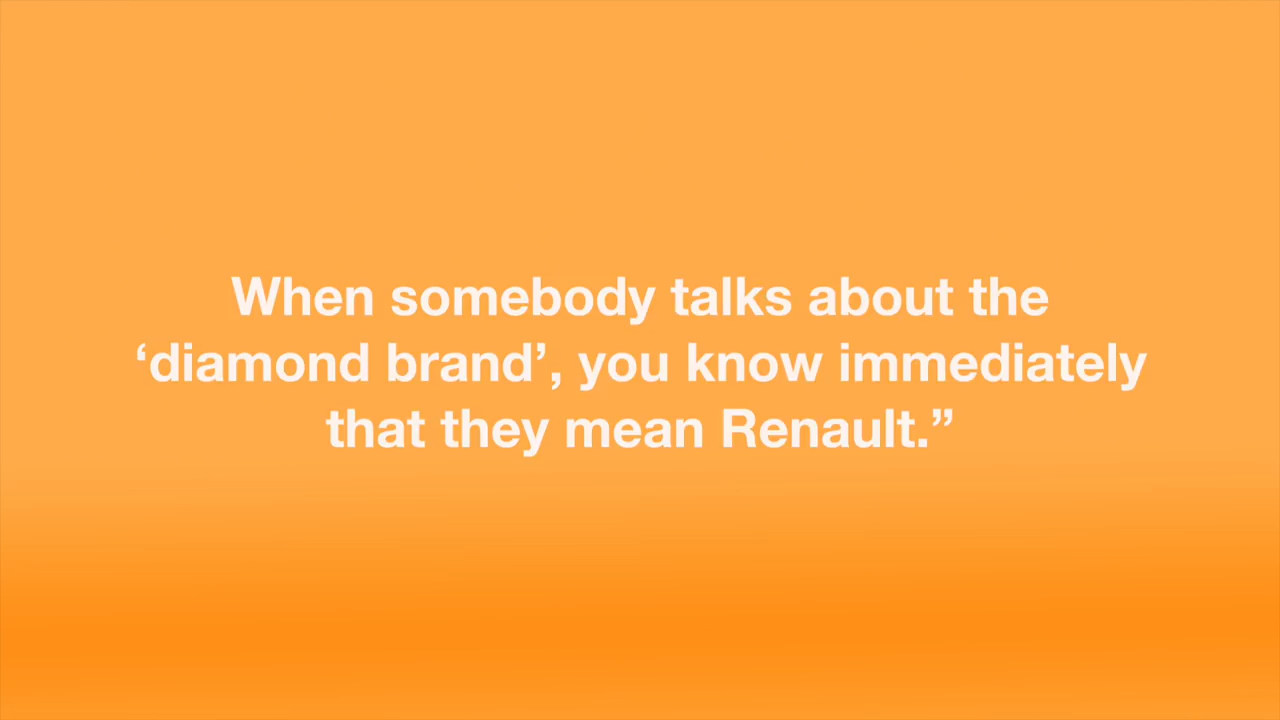 When somebody talks about the
‘diamond brand’, you know immediately
that they mean Renault.”